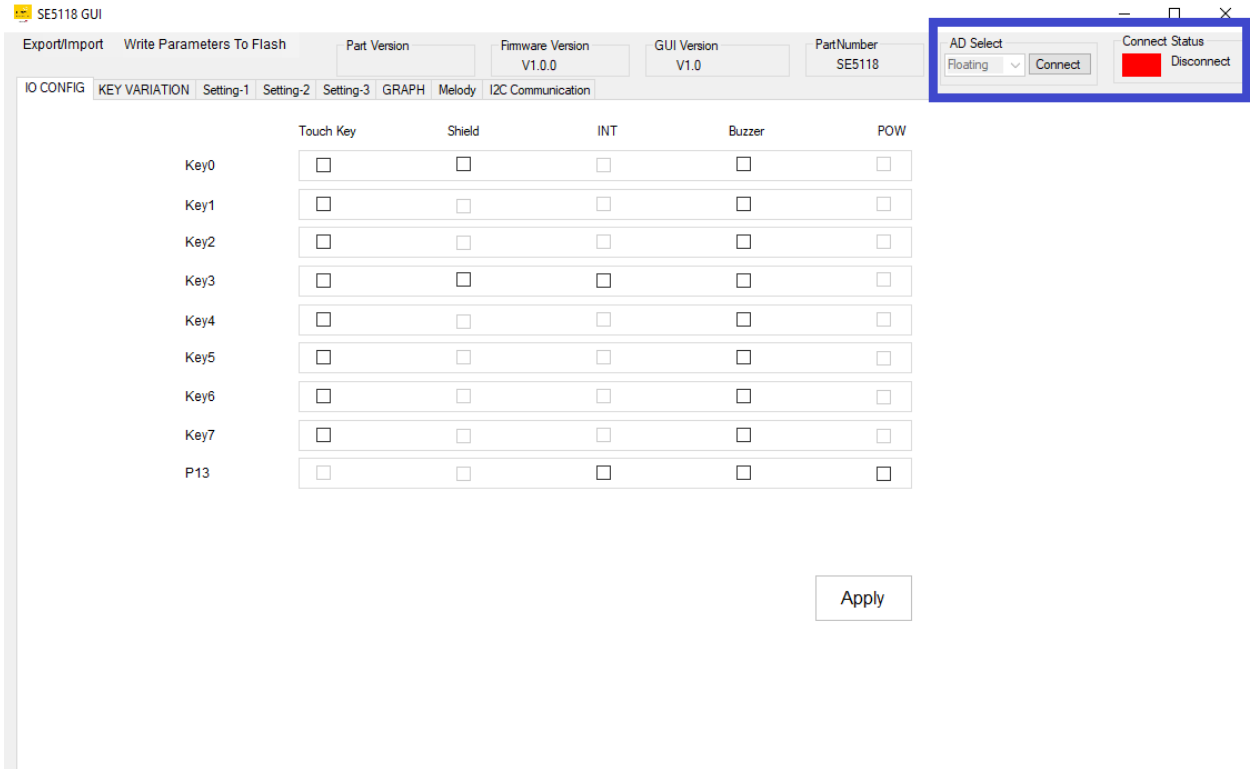 SE5118 GUI
Export/Import Write Parameters To Flash
Part Version
Firmware Version
V1.0.0
GUI Version
V1.0
PartNumber
SE5118
AD Select
Floating Connect
Connect Status
Disconnect
IO CONFIG KEY VARIATION Setting-1 Setting-2 Setting-3 GRAPH Melody I2C Communication
Touch Key Shield INT Buzzer POW
Key0
Key1
Key2
Key3
Key4
Key5
Key6
Key7
P13
Apply